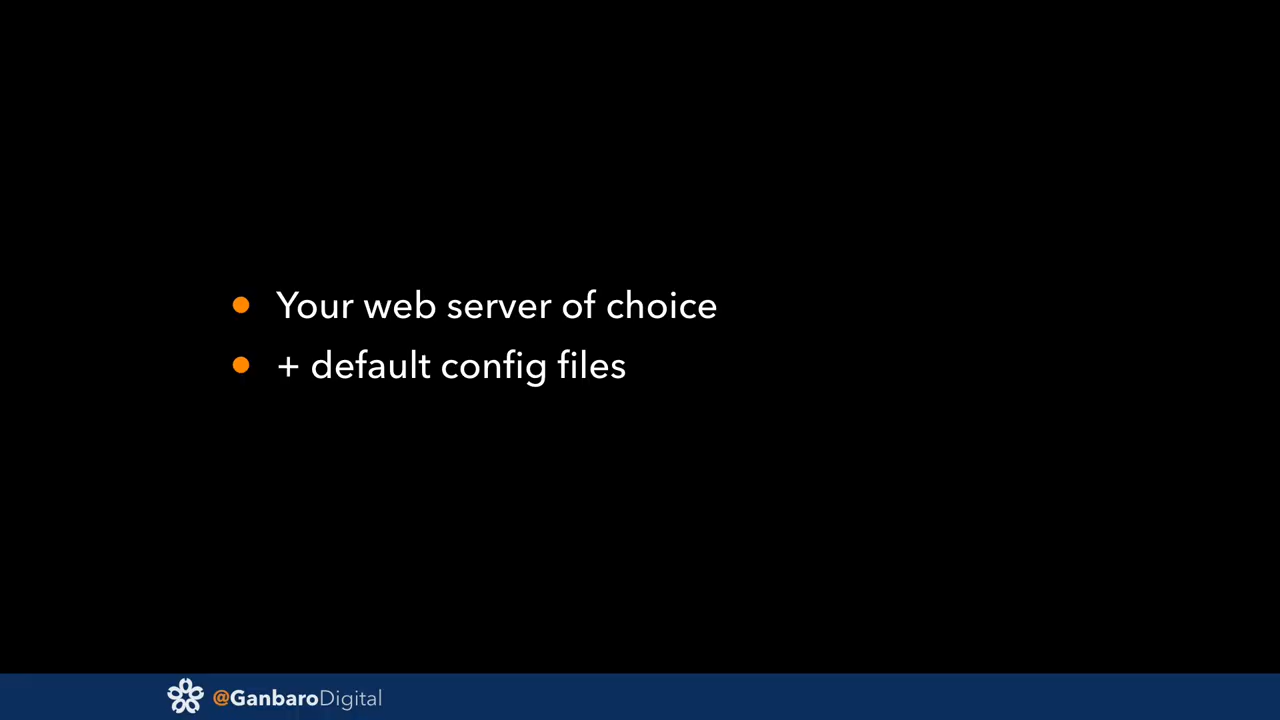 Your web server of choice
+ default config files
@GanbaroDigital